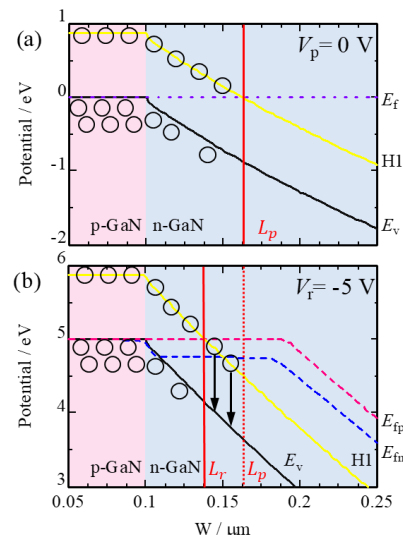 (a)
V_p = 0 V
1
0
-1
-2
Potential / eV
E_f
H1
E_v
p-GaN n-GaN L_p
(b)
V_r = -5 V
6
5
4
3
Potential / eV
E_fp
E_fn
H1
E_v
p-GaN n-GaN L_r L_p
0.05 0.1 0.15 0.2 0.25
W / μm